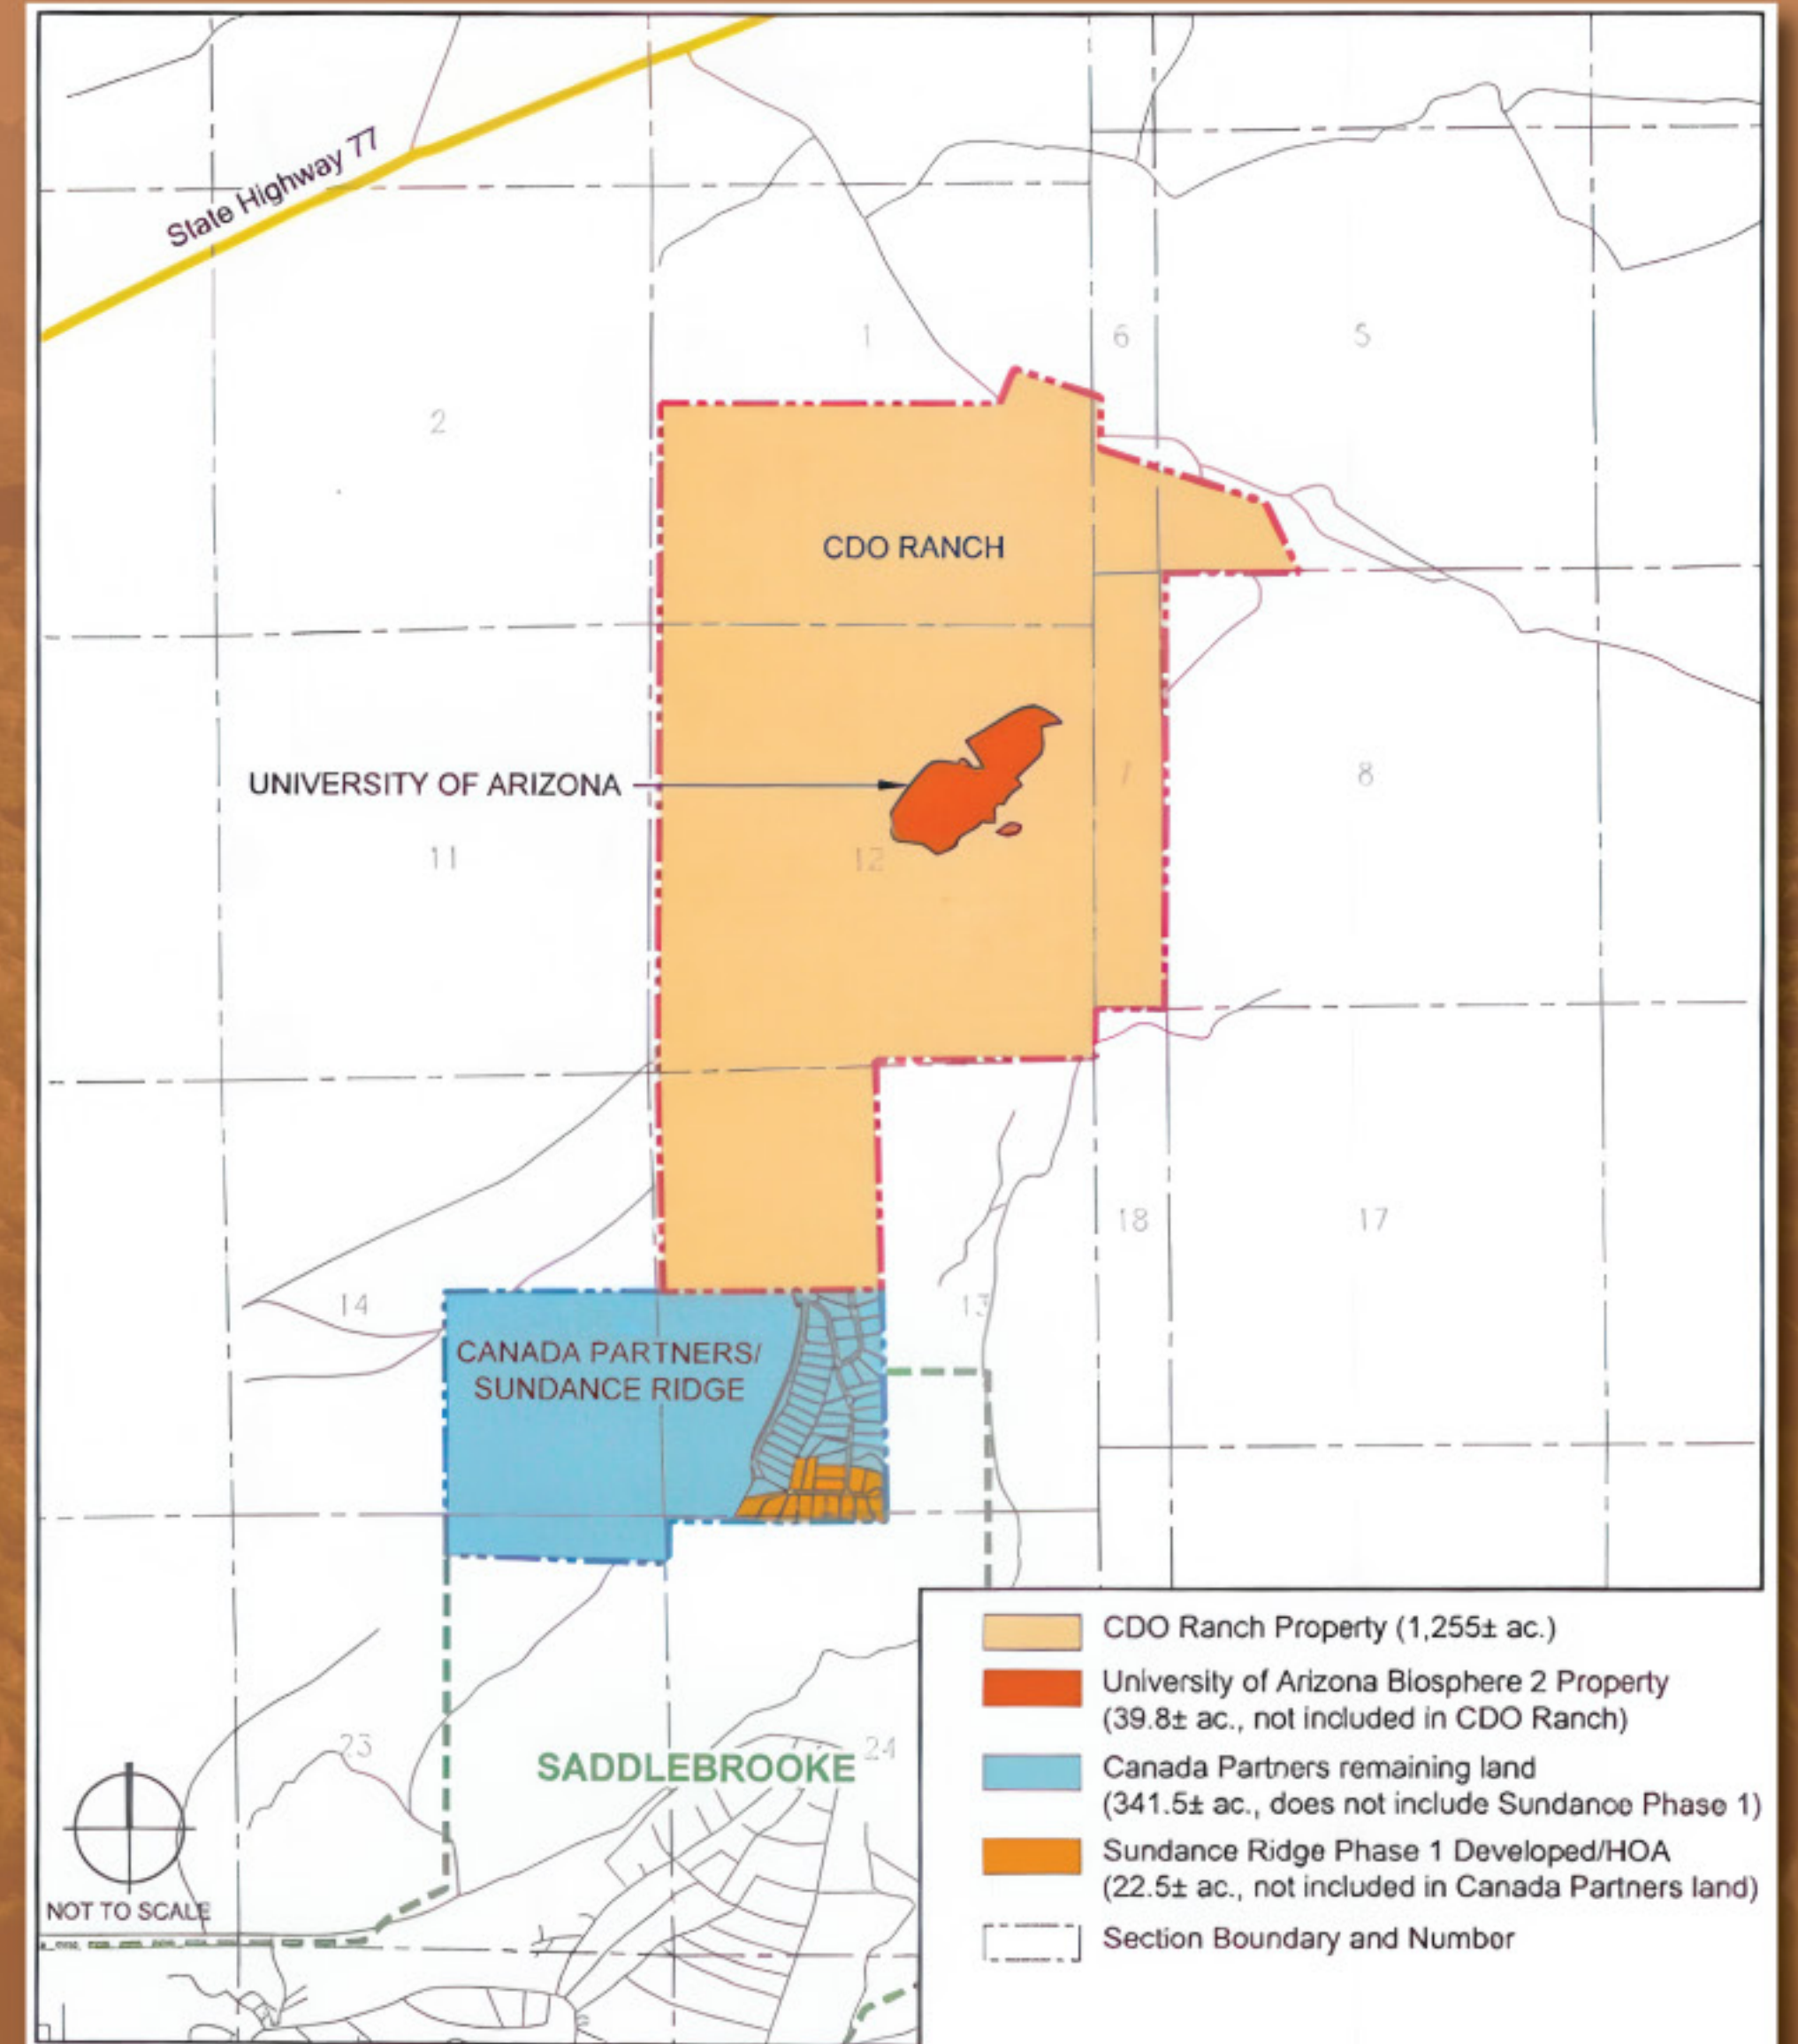 State Highway 77
1
6
5
2
CDO RANCH
UNIVERSITY OF ARIZONA
7
8
11
12
18
17
14
13
CANADA PARTNERS/
SUNDANCE RIDGE
23
24
SADDLEBROOKE
NOT TO SCALE
CDO Ranch Property (1,255± ac.)
University of Arizona Biosphere 2 Property
(39.8± ac., not included in CDO Ranch)
Canada Partners remaining land
(341.5± ac., does not include Sundance Phase 1)
Sundance Ridge Phase 1 Developed/HOA
(22.5± ac., not included in Canada Partners land)
Section Boundary and Number